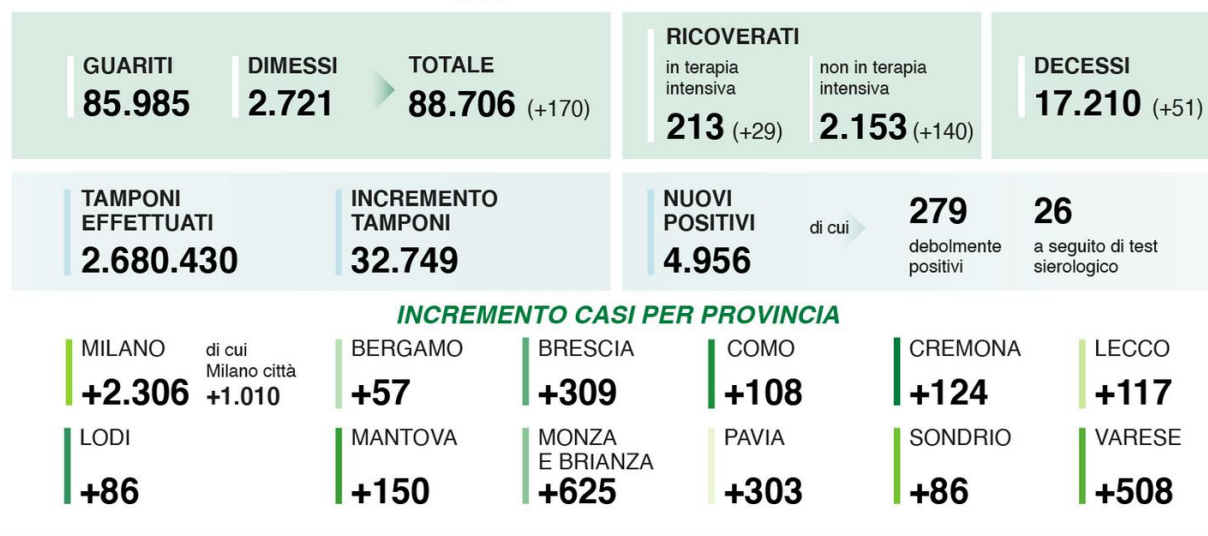 GUARITI
85.985
DIMESSI
2.721
TOTALE
88.706 (+170)
RICOVERATI
in terapia
intensiva
213 (+29)
non in terapia
intensiva
2.153 (+140)
DECESSI
17.210 (+51)
TAMPONI
EFFETTUATI
2.680.430
INCREMENTO
TAMPONI
32.749
NUOVI
POSITIVI
4.956
di cui
279
debolmente
positivi
26
a seguito di test
sierologico
INCREMENTO CASI PER PROVINCIA
MILANO
+2.306
di cui
Milano città
+1.010
BERGAMO
+57
BRESCIA
+309
COMO
+108
CREMONA
+124
LECCO
+117
LODI
+86
MANTOVA
+150
MONZA
E BRIANZA
+625
PAVIA
+303
SONDRIO
+86
VARESE
+508